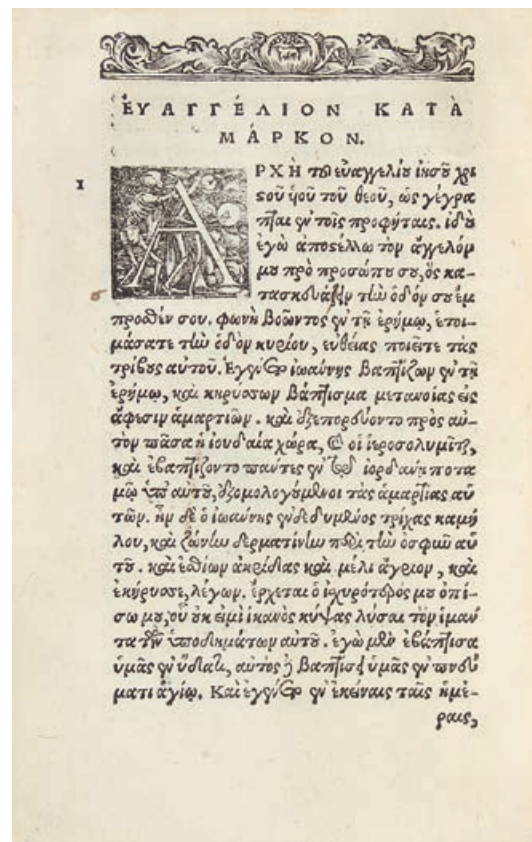 ΕΥΑΓΓΈΛΙΟΝ ΚΑΤΑ
ΜΆΡΚΟΝ.
1
ΑΡΧῊ τοῦ εὐαγγελίου ἰησοῦ χρι
στοῦ ὑοῦ τοῦ θεοῦ, ὡς γέγρα
πται ἐν τοῖς προφήταις. ἰδοὺ
ἐγὼ ἀποστέλλω τὸν ἄγγελόν
μου πρὸ προσώπου σου, ὃς κα-
τασκευάσει τὴν ὁδόν σου ἔμ
προσθέν σου. φωνὴ βοῶντος ἐν τῇ ἐρήμῳ, ἑτοι-
μάσατε τὴν ὁδὸν κυρίου, εὐθείας ποιεῖτε τὰς
τρίβους αὐτοῦ. Ἐγένετο ἰωάννης βαπτίζων ἐν τῇ
ἐρήμῳ, καὶ κηρύσσων βάπτισμα μετανοίας εἰς
ἄφεσιν ἁμαρτιῶν. καὶ ἐξεπορεύοντο πρὸς αὐ-
τὸν πᾶσα ἡ ἰουδαία χώρα, καὶ οἱ ἱεροσολυμῖται,
καὶ ἐβαπτίζοντο πάντες ἐν τῷ ἰορδάνῃ ποτα
μῷ ὑπ' αὐτοῦ, ἐξομολογούμενοι τὰς ἁμαρτίας αὐ
τῶν. ἦν δὲ ὁ ἰωάννης ἐνδεδυμένος τρίχας καμή
λου, καὶ ζώνην δερματίνην περὶ τὴν ὀσφῦν αὐ
τοῦ. καὶ ἐσθίων ἀκρίδας καὶ μέλι ἄγριον, καὶ
ἐκήρυσσε, λέγων. ἔρχεται ὁ ἰσχυρότερός μου ὀπί-
σω μου, οὗ οὐκ εἰμὶ ἱκανὸς κύψας λῦσαι τὸν ἱμάν
τα τῶν ὑποδημάτων αὐτοῦ. ἐγὼ μὲν ἐβάπτισα
ὑμᾶς ἐν ὕδατι, αὐτὸς δὲ βαπτίσει ὑμᾶς ἐν πνεύ
ματι ἁγίῳ. Καὶ ἐγένετο ἐν ἐκείναις ταῖς ἡμέ-
ραις,